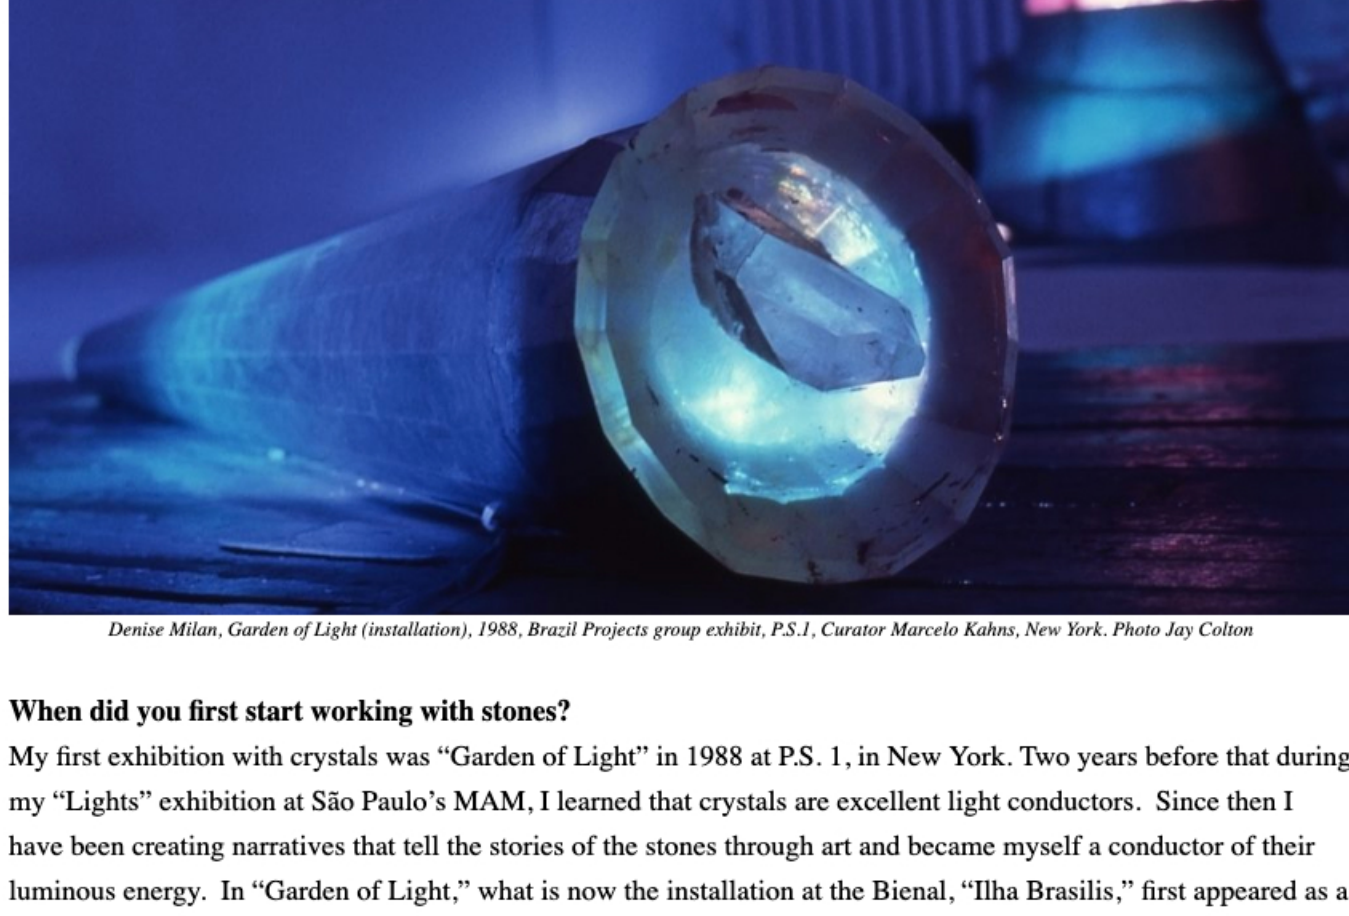 Denise Milan, Garden of Light (installation), 1988, Brazil Projects group exhibit, P.S.1, Curator Marcelo Kahns, New York. Photo Jay Colton
When did you first start working with stones?
My first exhibition with crystals was “Garden of Light” in 1988 at P.S. 1, in New York. Two years before that during
my “Lights” exhibition at São Paulo’s MAM, I learned that crystals are excellent light conductors.  Since then I
have been creating narratives that tell the stories of the stones through art and became myself a conductor of their
luminous energy.  In “Garden of Light,” what is now the installation at the Bienal, “Ilha Brasilis,” first appeared as a